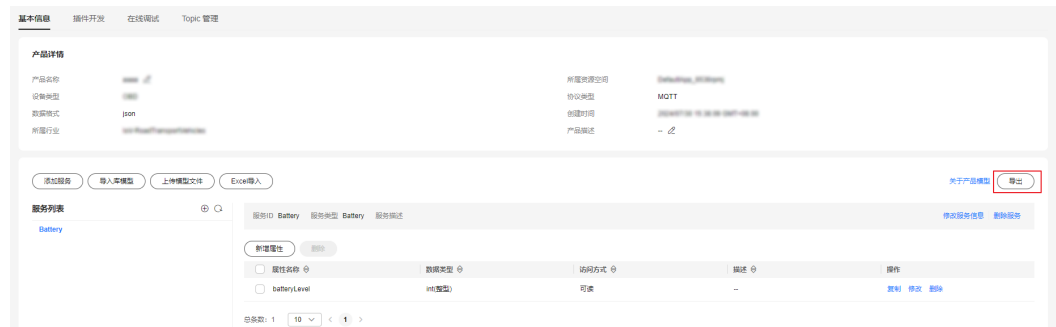 基本信息 插件开发 在线调试 Topic 管理
产品详情
产品名称 所属资源空间
设备类型 协议类型 MQTT
数据格式 json 创建时间
所属行业 产品描述 --
添加服务 导入库模型 上传模型文件 Excel导入 关于产品模型 导出
服务列表 服务ID Battery 服务类型 Battery 服务描述 修改服务信息 删除服务
Battery
新增属性 删除
属性名称 数据类型 访问方式 描述 操作
batteryLevel int(整型) 可读 -- 复制 修改 删除
总条数: 1 10 < 1 >